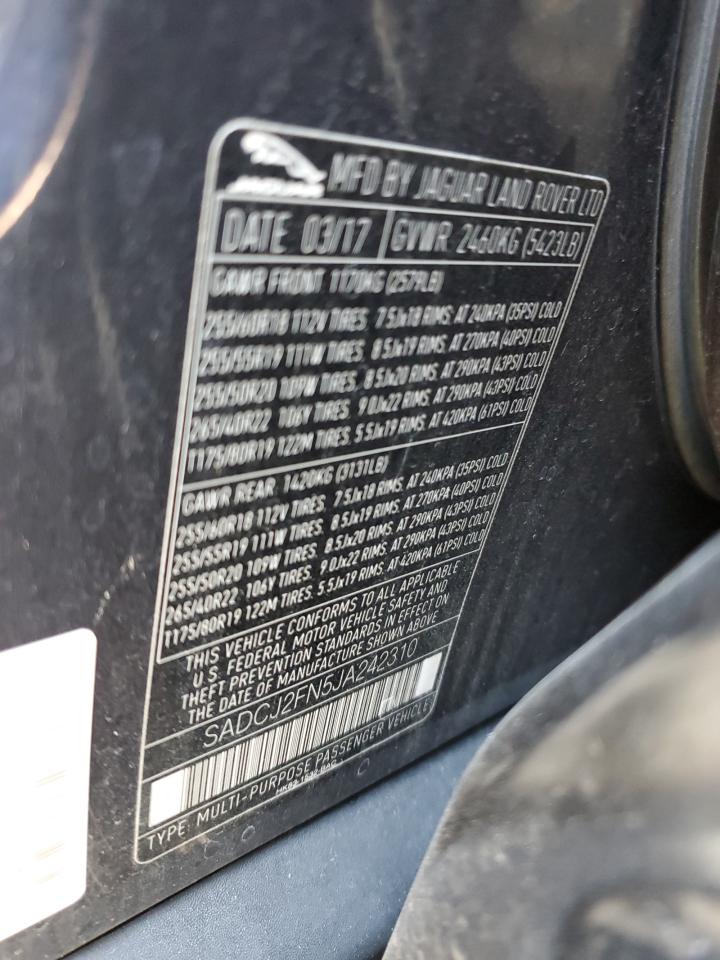 JAGUAR
MFD BY JAGUAR LAND ROVER LTD
DATE 03/17
GVWR 2460KG (5423LB)
GAWR FRONT 1170KG (2579LB)
255/60R18 112V TIRES. 7.5Jx18 RIMS. AT 240KPA (35PSI) COLD
255/55R19 111W TIRES. 8.5Jx19 RIMS. AT 270KPA (40PSI) COLD
255/50R20 109W TIRES. 8.5Jx20 RIMS. AT 290KPA (43PSI) COLD
265/40R22 106Y TIRES. 9.0Jx22 RIMS. AT 290KPA (43PSI) COLD
T175/80R19 122M TIRES. 5.5Jx19 RIMS. AT 420KPA (61PSI) COLD
GAWR REAR 1420KG (3131LB)
255/60R18 112V TIRES. 7.5Jx18 RIMS. AT 240KPA (35PSI) COLD
255/55R19 111W TIRES. 8.5Jx19 RIMS. AT 270KPA (40PSI) COLD
255/50R20 109W TIRES. 8.5Jx20 RIMS. AT 290KPA (43PSI) COLD
265/40R22 106Y TIRES. 9.0Jx22 RIMS. AT 290KPA (43PSI) COLD
T175/80R19 122M TIRES. 5.5Jx19 RIMS. AT 420KPA (61PSI) COLD
THIS VEHICLE CONFORMS TO ALL APPLICABLE
U.S. FEDERAL MOTOR VEHICLE SAFETY AND
THEFT PREVENTION STANDARDS IN EFFECT ON
THE DATE OF MANUFACTURE SHOWN ABOVE
SADCJ2FN5JA242310
TYPE: MULTI-PURPOSE PASSENGER VEHICLE